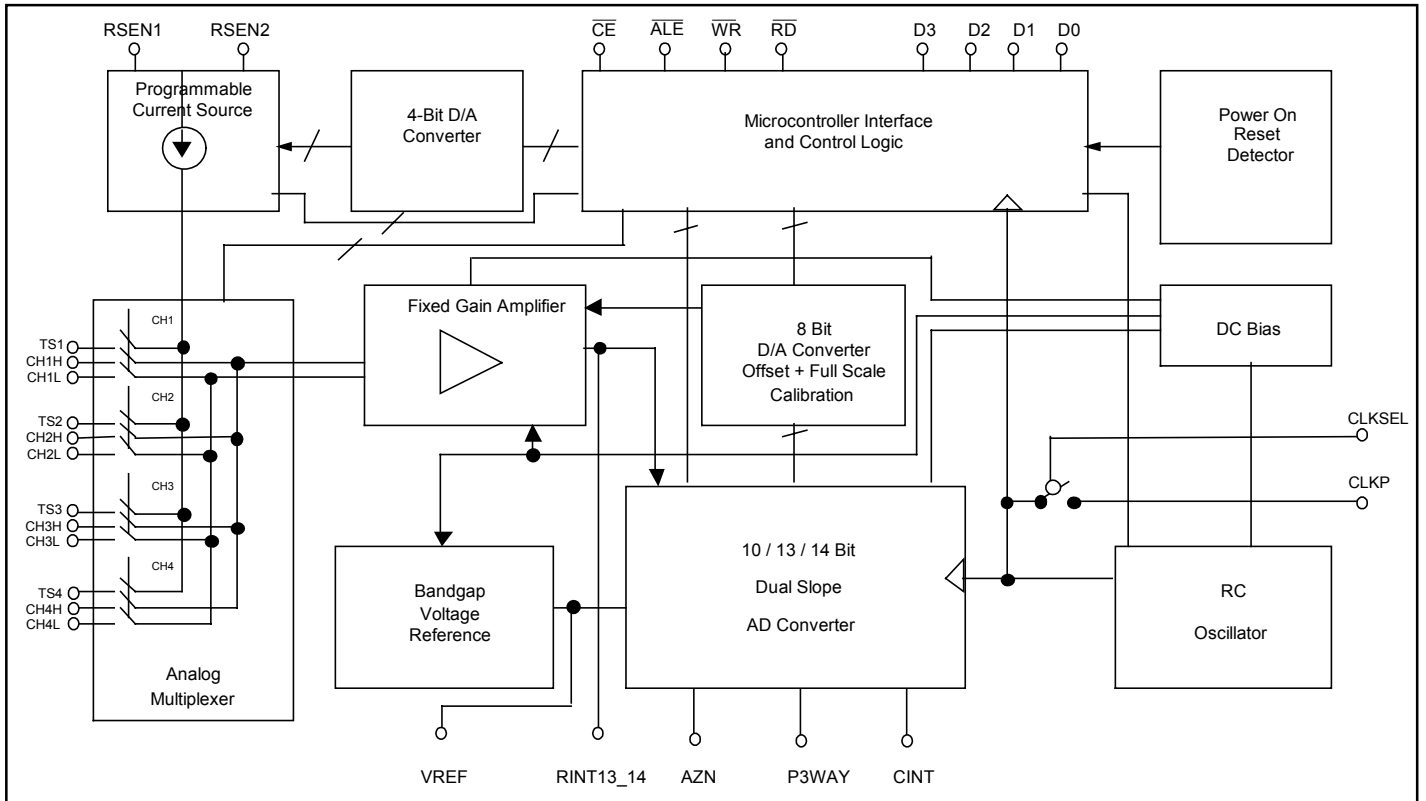 RSEN1 RSEN2 CE ALE WR RD D3 D2 D1 D0
Programmable
Current Source
4-Bit D/A
Converter
Microcontroller Interface
and Control Logic
Power On
Reset
Detector
CH1
TS1
CH1H
CH1L
CH2
TS2
CH2H
CH2L
CH3
TS3
CH3H
CH3L
CH4
TS4
CH4H
CH4L
Analog
Multiplexer
Fixed Gain Amplifier
8 Bit
D/A Converter
Offset + Full Scale
Calibration
DC Bias
CLKSEL
CLKP
Bandgap
Voltage
Reference
10 / 13 / 14 Bit
Dual Slope
AD Converter
RC
Oscillator
VREF RINT13_14 AZN P3WAY CINT